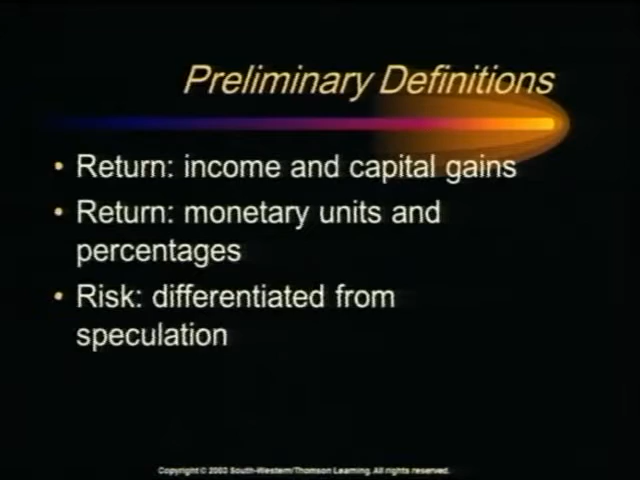 Preliminary Definitions
• Return: income and capital gains
• Return: monetary units and
percentages
• Risk: differentiated from
speculation
Copyright © 2003 South-Western/Thomson Learning. All rights reserved.